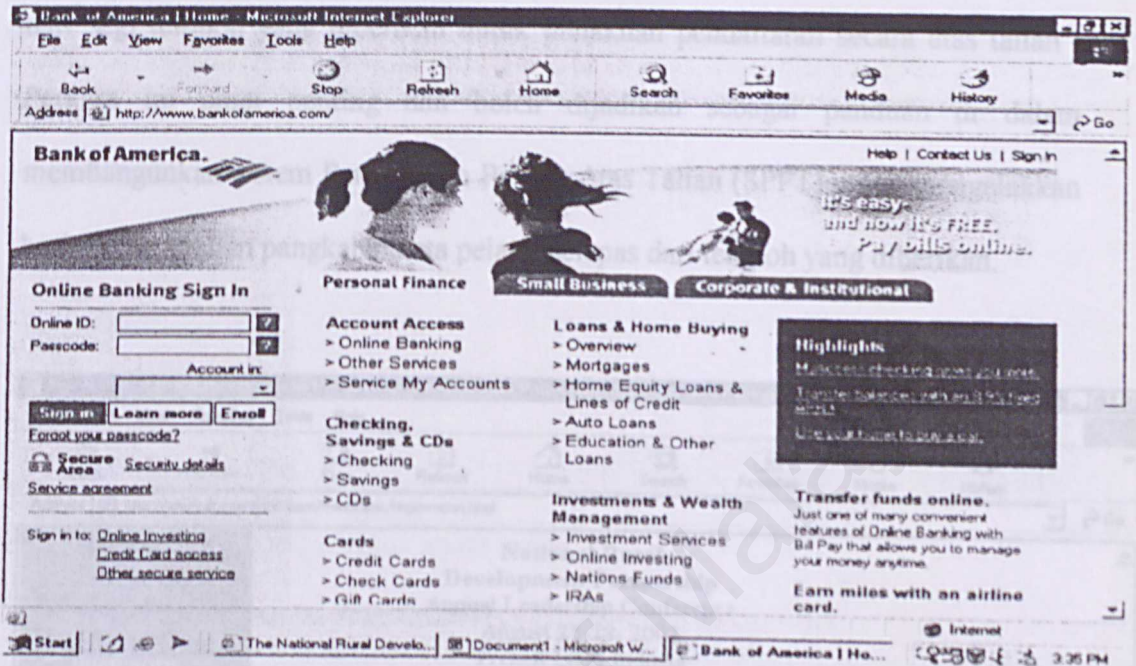 Bank of America | Home - Microsoft Internet Explorer
File Edit View Favorites Tools Help
Back Forward Stop Refresh Home Search Favorites Media History
Address http://www.bankofamerica.com/ Go
Bank of America.
Help | Contact Us | Sign In
It's easy-
and now it's FREE.
Pay bills online.
Personal Finance Small Business Corporate & Institutional
Online Banking Sign In
Online ID:
Passcode:
Account in:
Sign in Learn more Enroll
Forgot your passcode?
Secure Area Security details
Service agreement
Sign in to: Online Investing
Credit Card access
Other secure service
Account Access
> Online Banking
> Other Services
> Service My Accounts
Checking,
Savings & CDs
> Checking
> Savings
> CDs
Cards
> Credit Cards
> Check Cards
> Gift Cards
Loans & Home Buying
> Overview
> Mortgages
> Home Equity Loans &
Lines of Credit
> Auto Loans
> Education & Other
Loans
Investments & Wealth
Management
> Investment Services
> Online Investing
> Nations Funds
> IRAs
Highlights
Use your home to buy a car.
Transfer funds online.
Just one of many convenient
features of Online Banking with
Bill Pay that allows you to manage
your money anytime.
Earn miles with an airline
card.
Internet
Start The National Rural Develo... Document1 - Microsoft W... Bank of America | Ho... 3:35 PM